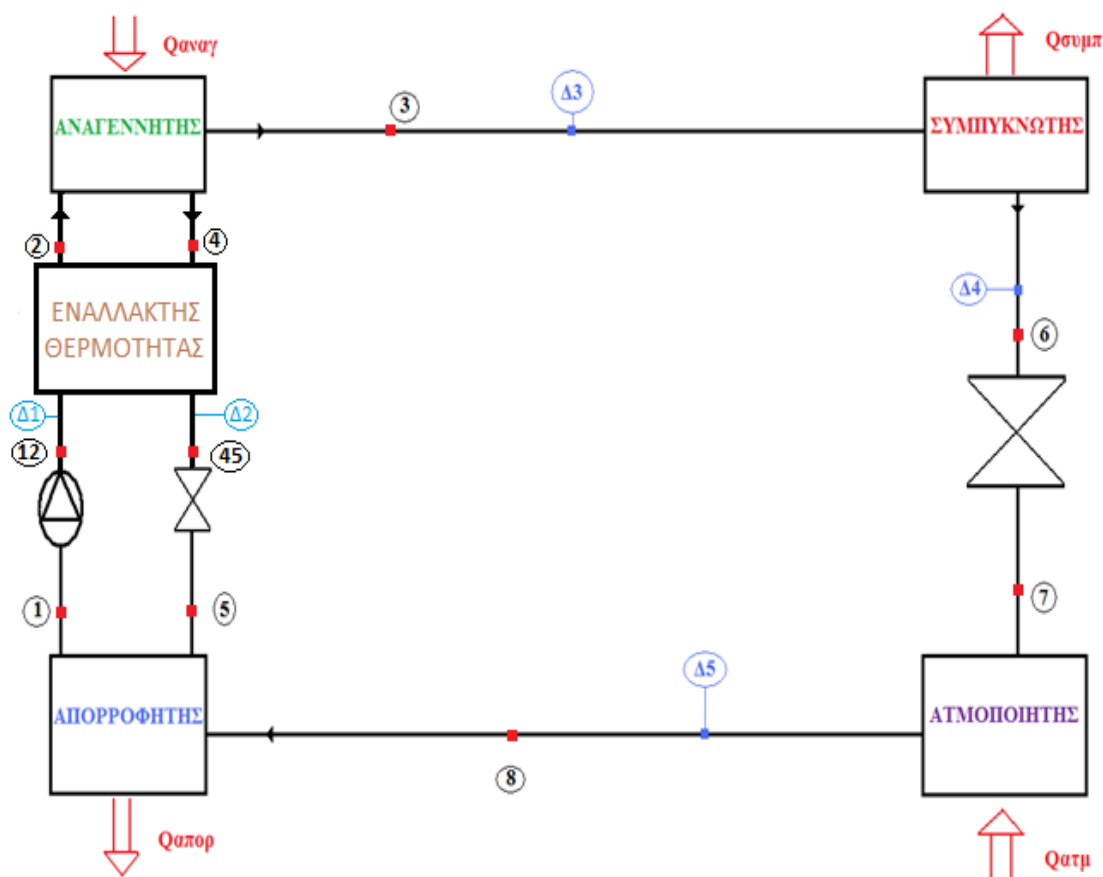 Qαναγ
Qσυμπ
ΑΝΑΓΕΝΝΗΤΗΣ
3
Δ3
ΣΥΜΠΥΚΝΩΤΗΣ
2
4
ΕΝΑΛΛΑΚΤΗΣ
ΘΕΡΜΟΤΗΤΑΣ
Δ4
6
Δ1
Δ2
12
45
1
5
7
ΑΠΟΡΡΟΦΗΤΗΣ
Δ5
ΑΤΜΟΠΟΙΗΤΗΣ
8
Qαπορ
Qατμ